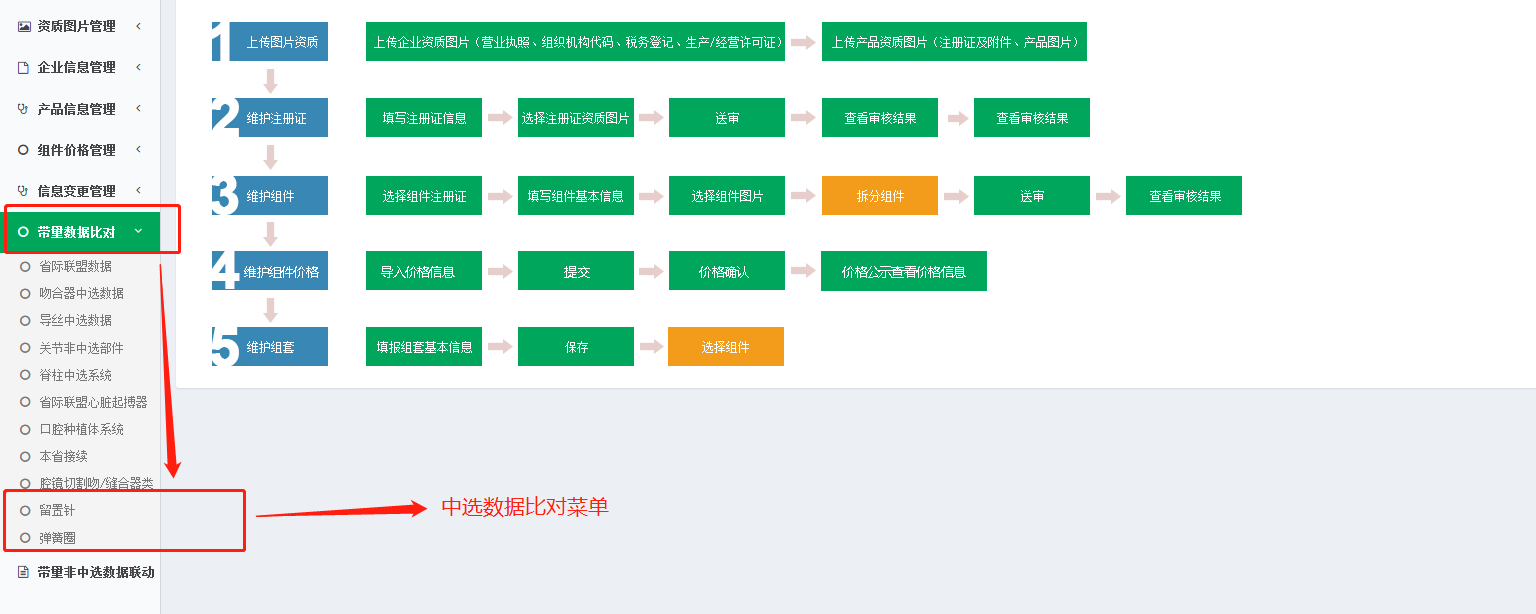 资质图片管理
企业信息管理
产品信息管理
组件价格管理
信息变更管理
带量数据比对
省际联盟数据
吻合器中选数据
导丝中选数据
关节非中选部件
脊柱中选系统
省际联盟心脏起搏器
口腔种植体系统
本省接续
腔镜切割吻/缝合器类
留置针
弹簧圈
带量非中选数据联动
1 上传图片资质 上传企业资质图片（营业执照、组织机构代码、税务登记、生产/经营许可证） 上传产品资质图片（注册证及附件、产品图片）
2 维护注册证 填写注册证信息 选择注册证资质图片 送审 查看审核结果 查看审核结果
3 维护组件 选择组件注册证 填写组件基本信息 选择组件图片 拆分组件 送审 查看审核结果
4 维护组件价格 导入价格信息 提交 价格确认 价格公示查看价格信息
5 维护组套 填报组套基本信息 保存 选择组件
中选数据比对菜单